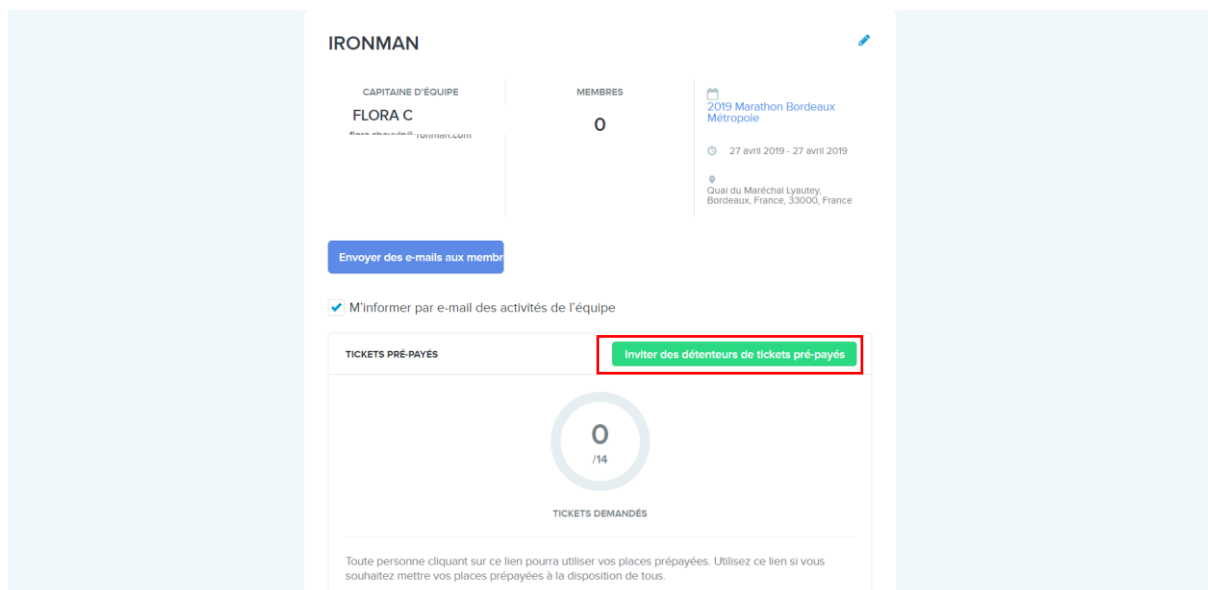 IRONMAN
CAPITAINE D'ÉQUIPE
FLORA C
MEMBRES
0
2019 Marathon Bordeaux
Métropole
27 avril 2019 - 27 avril 2019
Quai du Maréchal Lyautey,
Bordeaux, France, 33000, France
Envoyer des e-mails aux membr
M'informer par e-mail des activités de l'équipe
TICKETS PRÉ-PAYÉS
Inviter des détenteurs de tickets pré-payés
0
/14
TICKETS DEMANDÉS
Toute personne cliquant sur ce lien pourra utiliser vos places prépayées. Utilisez ce lien si vous
souhaitez mettre vos places prépayées à la disposition de tous.